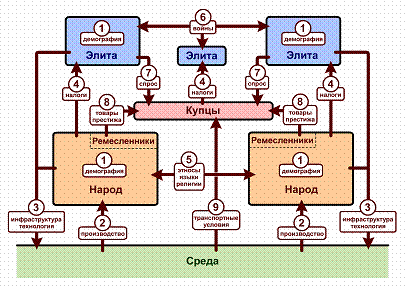 6
войны
1
демография
Элита
Элита
1
демография
Элита
7
спрос
7
спрос
4
налоги
4
налоги
4
налоги
8
товары
престижа
8
товары
престижа
Купцы
Ремесленники
Ремесленники
1
демография
Народ
5
этносы
языки
религии
1
демография
Народ
3
инфраструктура
технология
2
производство
9
транспортные
условия
2
производство
3
инфраструктура
технология
Среда